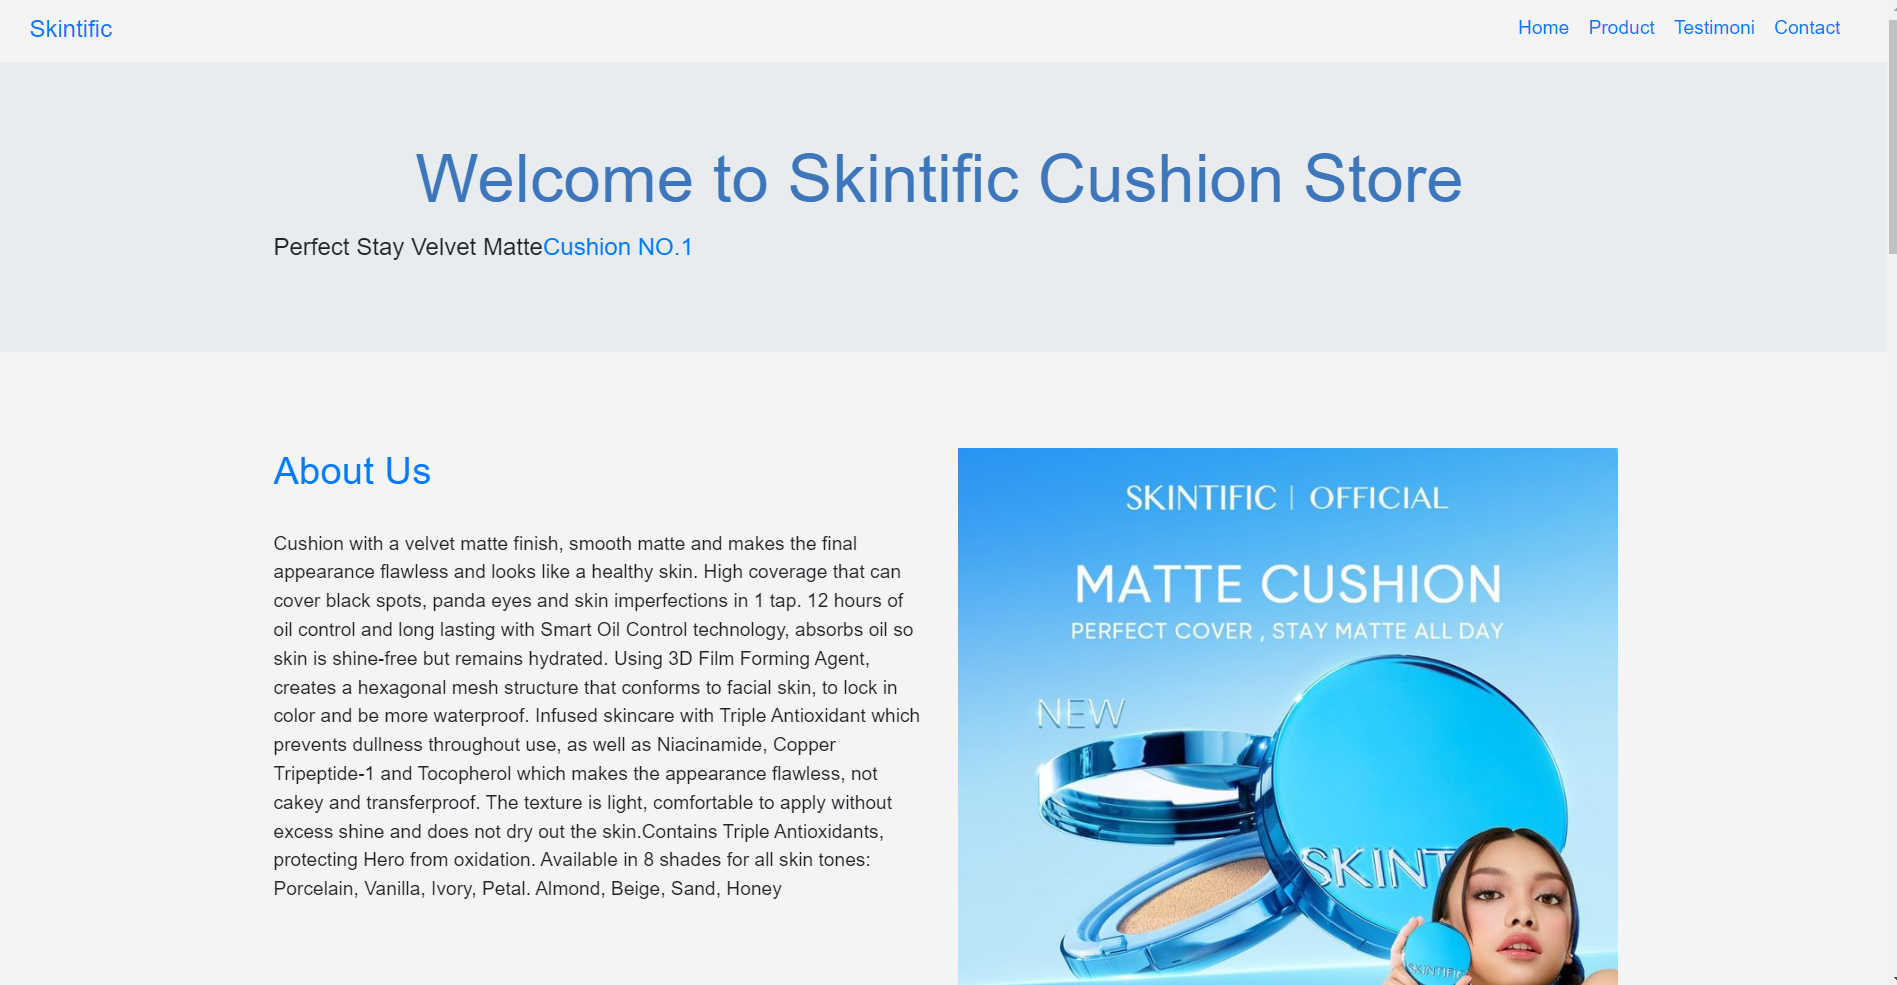 Skintific
Home Product Testimoni Contact
Welcome to Skintific Cushion Store
Perfect Stay Velvet MatteCushion NO.1
About Us
Cushion with a velvet matte finish, smooth matte and makes the final
appearance flawless and looks like a healthy skin. High coverage that can
cover black spots, panda eyes and skin imperfections in 1 tap. 12 hours of
oil control and long lasting with Smart Oil Control technology, absorbs oil so
skin is shine-free but remains hydrated. Using 3D Film Forming Agent,
creates a hexagonal mesh structure that conforms to facial skin, to lock in
color and be more waterproof. Infused skincare with Triple Antioxidant which
prevents dullness throughout use, as well as Niacinamide, Copper
Tripeptide-1 and Tocopherol which makes the appearance flawless, not
cakey and transferproof. The texture is light, comfortable to apply without
excess shine and does not dry out the skin.Contains Triple Antioxidants,
protecting Hero from oxidation. Available in 8 shades for all skin tones:
Porcelain, Vanilla, Ivory, Petal. Almond, Beige, Sand, Honey
SKINTIFIC | OFFICIAL
MATTE CUSHION
PERFECT COVER , STAY MATTE ALL DAY
NEW
SKINT
SKINTIFIC